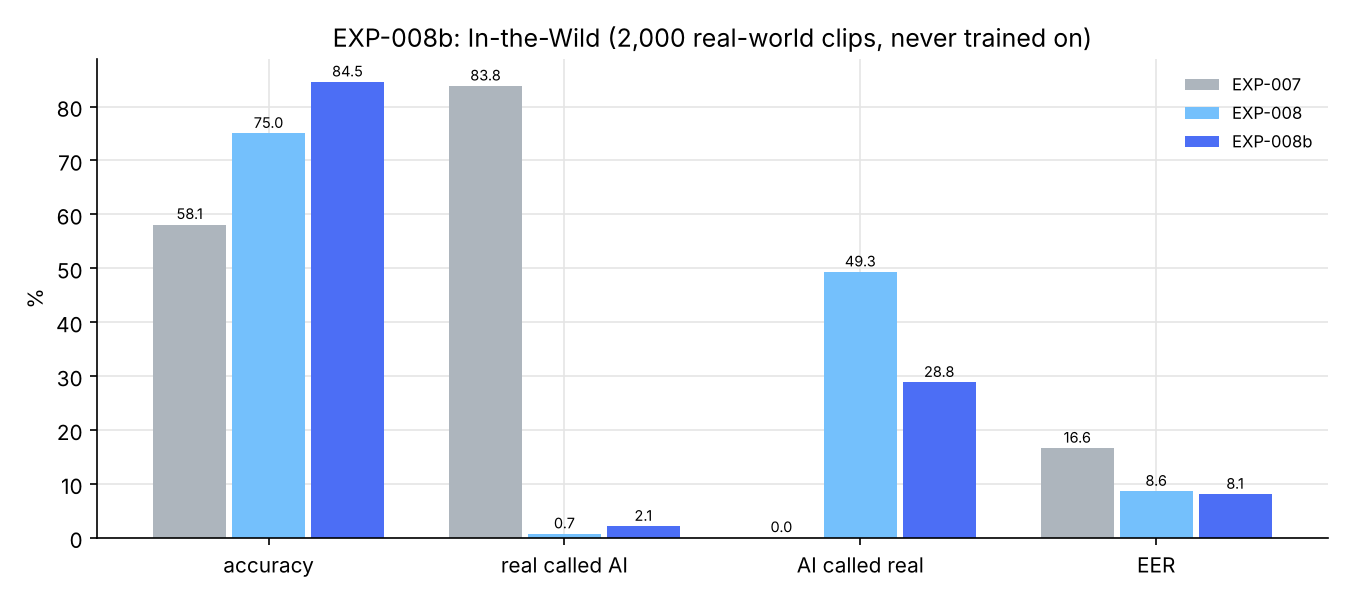 EXP-008b: In-the-Wild (2,000 real-world clips, never trained on)
EXP-007
EXP-008
EXP-008b
%
80
70
60
50
40
30
20
10
0
58.1
75.0
84.5
83.8
0.7
2.1
0.0
49.3
28.8
16.6
8.6
8.1
accuracy
real called AI
AI called real
EER